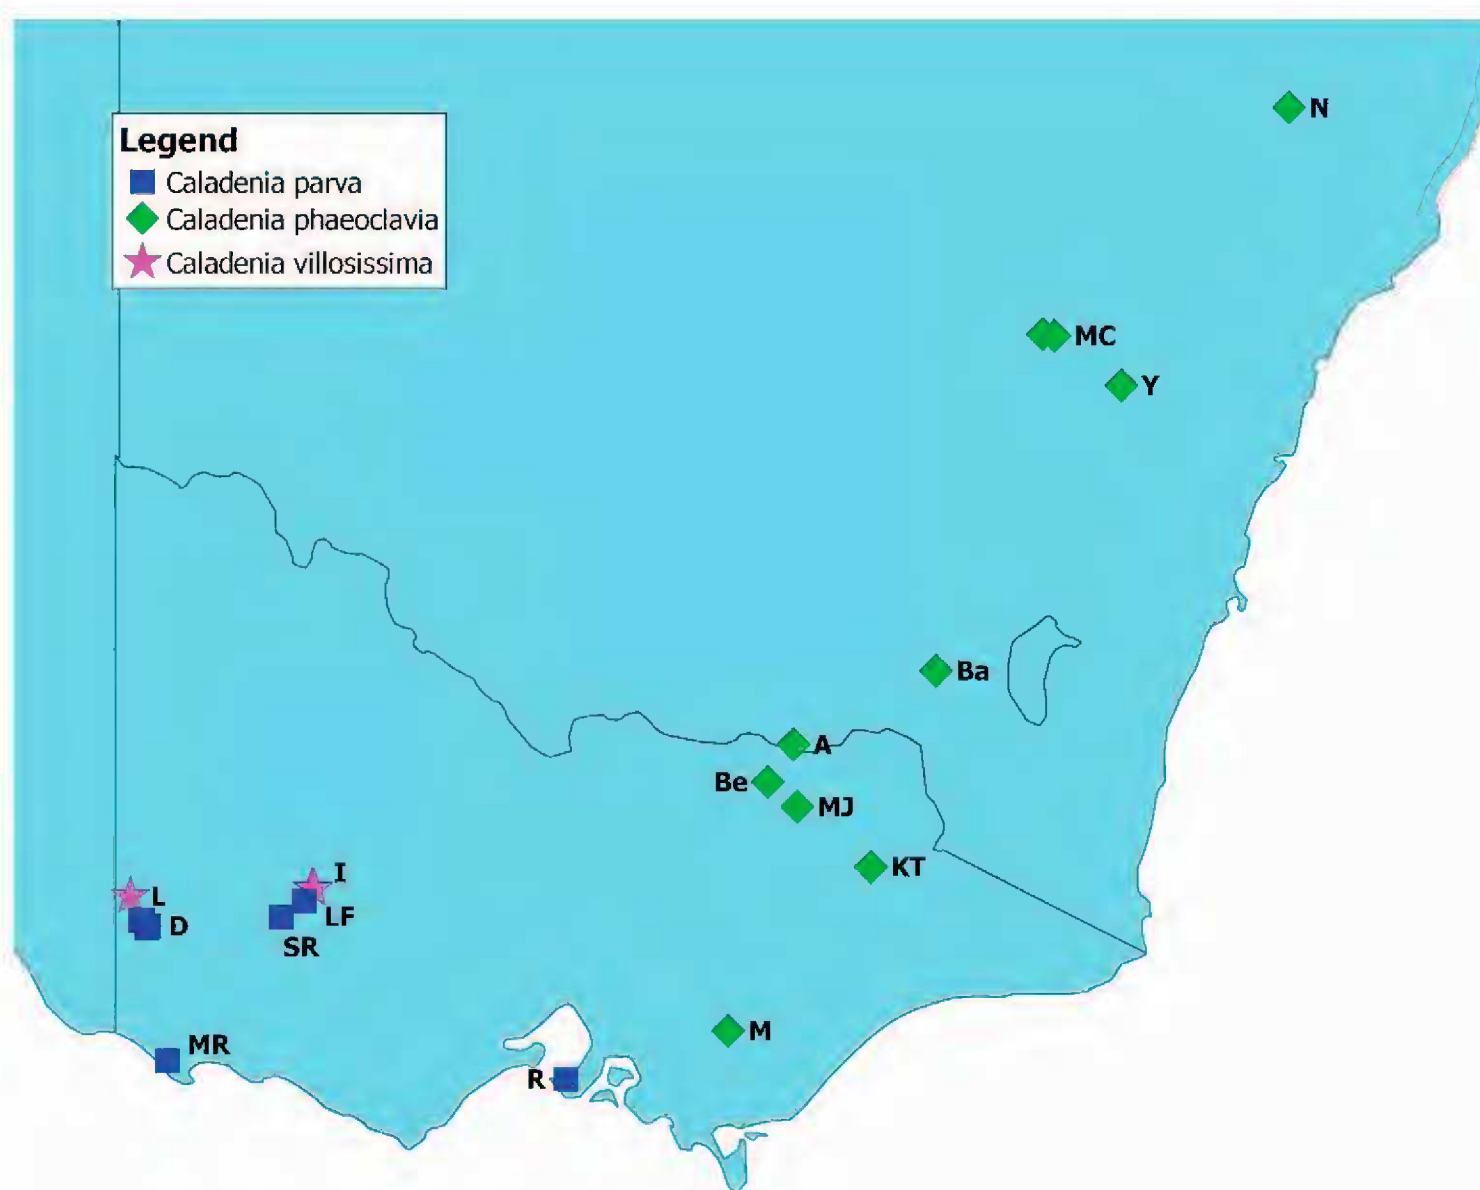 N
Legend
Caladenia parva
Caladenia phaeoclavia
Caladenia villosissima
MC
Y
Ba
A
Be
MJ
KT
I
L
LF
D
SR
M
MR
R